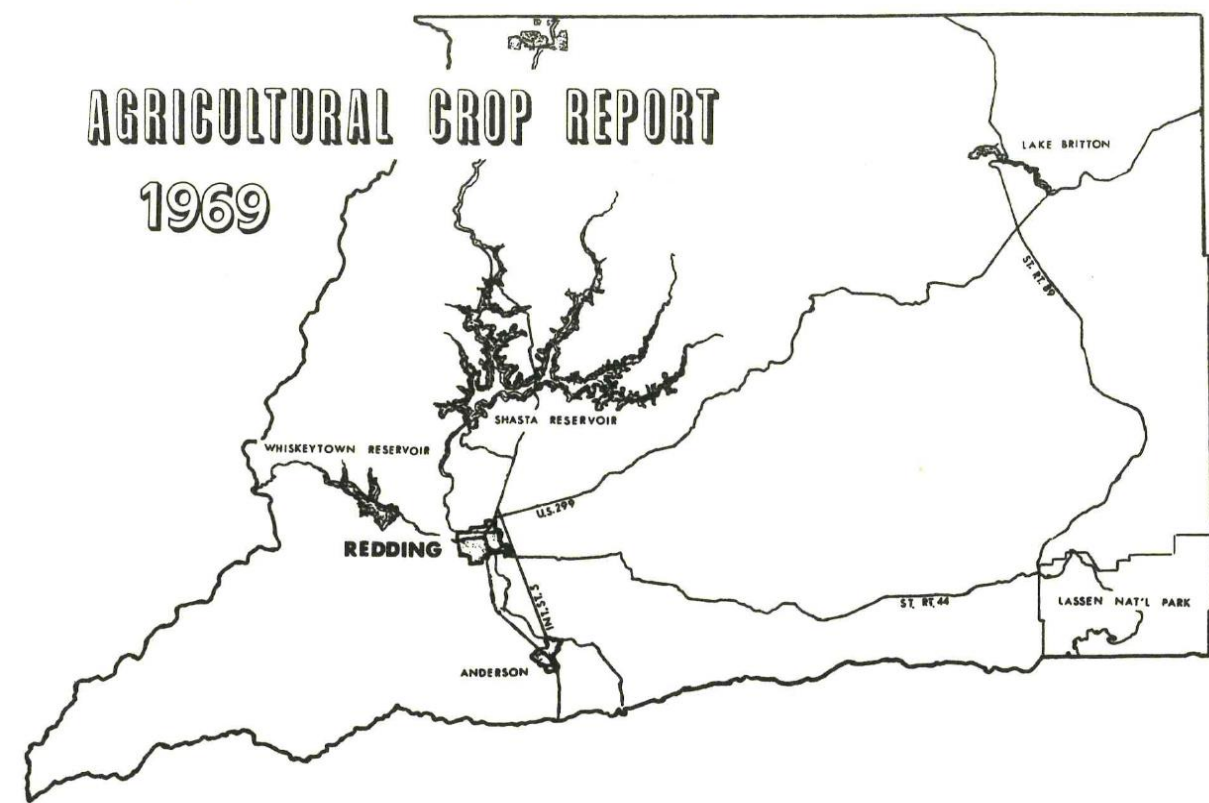 AGRICULTURAL CROP REPORT
1969
LAKE BRITTON
ST. RT. 89
SHASTA RESERVOIR
WHISKEYTOWN RESERVOIR
U.S. 299
REDDING
INT. ST. 5
ST. RT. 44
LASSEN NAT'L PARK
ANDERSON